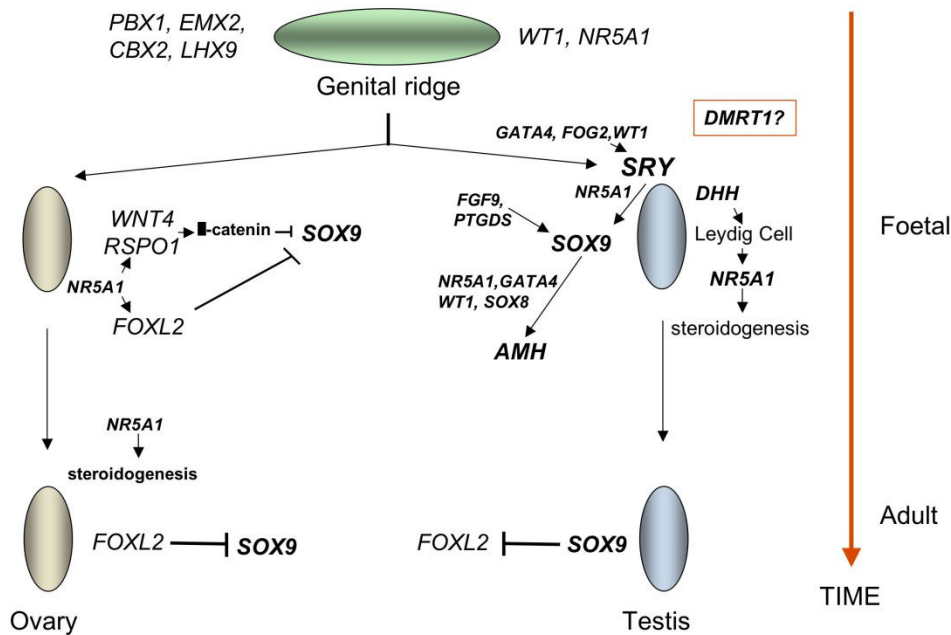 PBX1, EMX2,
CBX2, LHX9
WT1, NR5A1
Genital ridge
DMRT1?
GATA4, FOG2,WT1
SRY
NR5A1
FGF9,
PTGDS
SOX9
NR5A1,GATA4
WT1, SOX8
AMH
DHH
Leydig Cell
NR5A1
steroidogenesis
WNT4
RSPO1
-catenin
SOX9
NR5A1
FOXL2
NR5A1
steroidogenesis
FOXL2
SOX9
FOXL2
SOX9
Ovary
Testis
Foetal
Adult
TIME